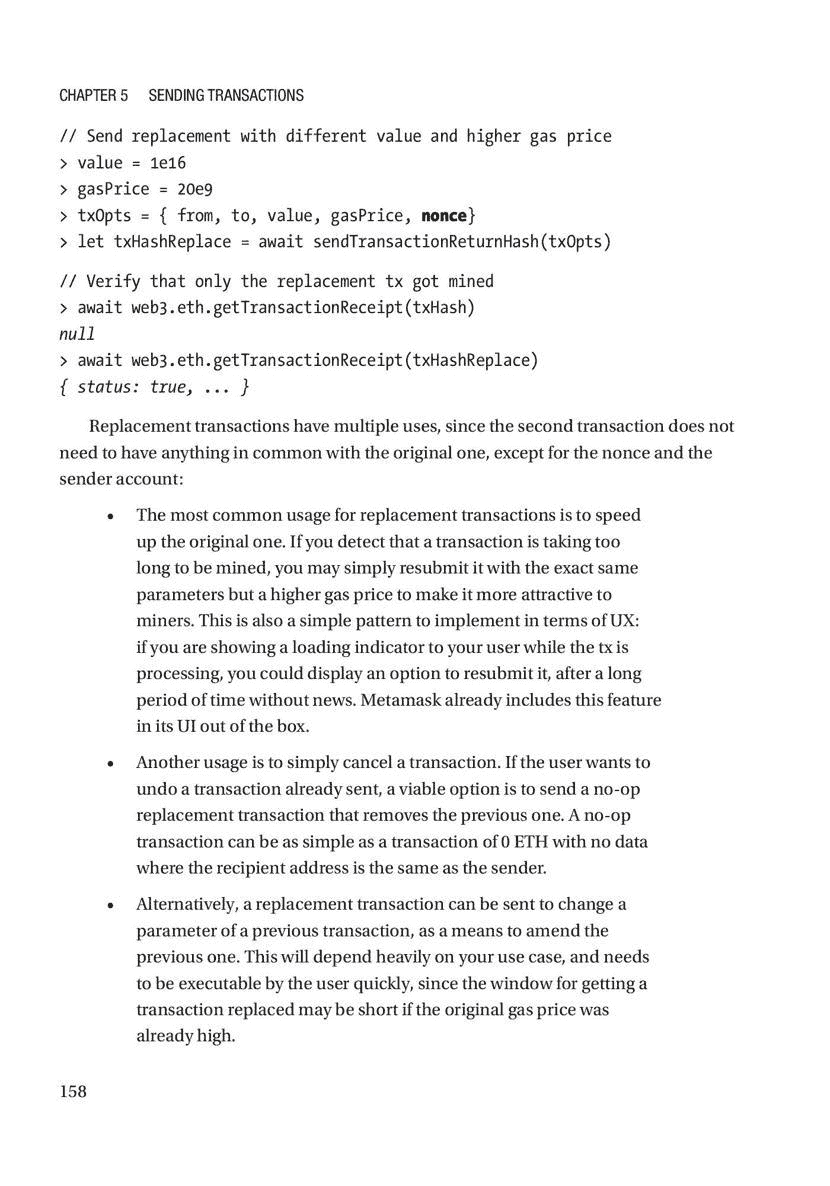 CHAPTER 5 SENDING TRANSACTIONS
// Send replacement with different value and higher gas price
> value = 1e16
> gasPrice = 20e9
> txOpts = { from, to, value, gasPrice, nonce}
> let txHashReplace = await sendTransactionReturnHash(txOpts)
// Verify that only the replacement tx got mined
> await web3.eth.getTransactionReceipt(txHash)
null
> await web3.eth.getTransactionReceipt(txHashReplace)
{ status: true, ... }
Replacement transactions have multiple uses, since the second transaction does not
need to have anything in common with the original one, except for the nonce and the
sender account:
• The most common usage for replacement transactions is to speed
up the original one. If you detect that a transaction is taking too
long to be mined, you may simply resubmit it with the exact same
parameters but a higher gas price to make it more attractive to
miners. This is also a simple pattern to implement in terms of UX:
if you are showing a loading indicator to your user while the tx is
processing, you could display an option to resubmit it, after a long
period of time without news. Metamask already includes this feature
in its UI out of the box.
• Another usage is to simply cancel a transaction. If the user wants to
undo a transaction already sent, a viable option is to send a no-op
replacement transaction that removes the previous one. A no-op
transaction can be as simple as a transaction of 0 ETH with no data
where the recipient address is the same as the sender.
• Alternatively, a replacement transaction can be sent to change a
parameter of a previous transaction, as a means to amend the
previous one. This will depend heavily on your use case, and needs
to be executable by the user quickly, since the window for getting a
transaction replaced may be short if the original gas price was
already high.
158